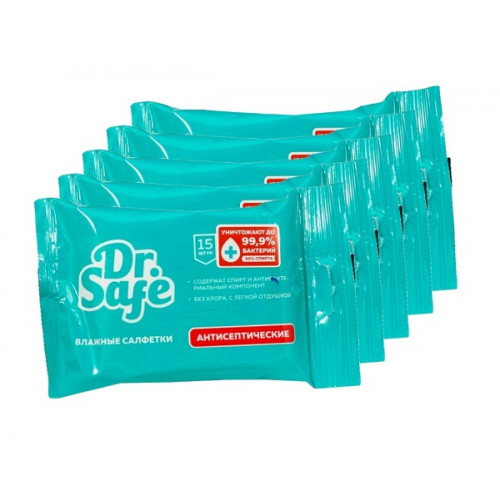 Dr.
Safe
ВЛАЖНЫЕ САЛФЕТКИ
15
ШТУК
УНИЧТОЖАЮТ ДО
99,9%
БАКТЕРИЙ
• СОДЕРЖАТ СПИРТ И АНТИБАКТЕ-
РИАЛЬНЫЙ КОМПОНЕНТ
• БЕЗ ХЛОРА, С ЛЕГКОЙ ОТДУШКОЙ
АНТИСЕПТИЧЕСКИЕ